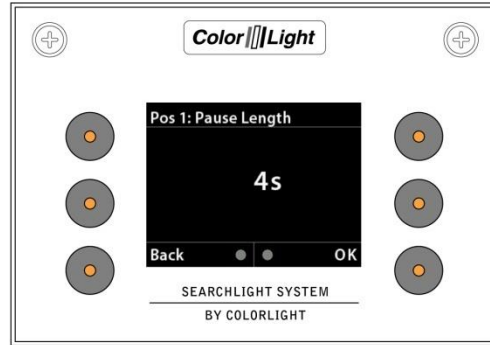 Color Light
Pos 1: Pause Length
4s
Back OK
SEARCHLIGHT SYSTEM
BY COLORLIGHT